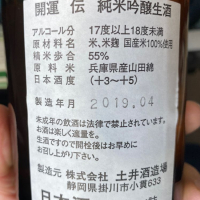 開運 伝 純米吟醸生酒
アルコール分 17度以上18度未満
原材料名 米、米麹 国産米100%使用
精米歩合 55%
原料米 兵庫県産山田錦
日本酒度 (+3～+5)
製造年月 2019.04
未成年の飲酒は法律で禁止されています。
お酒は楽しく適量を。
生酒ですので開栓後はお早めに
お召し上がり下さい。
製造元 株式会社 土井酒造場
静岡県掛川市小貫633
日本酒